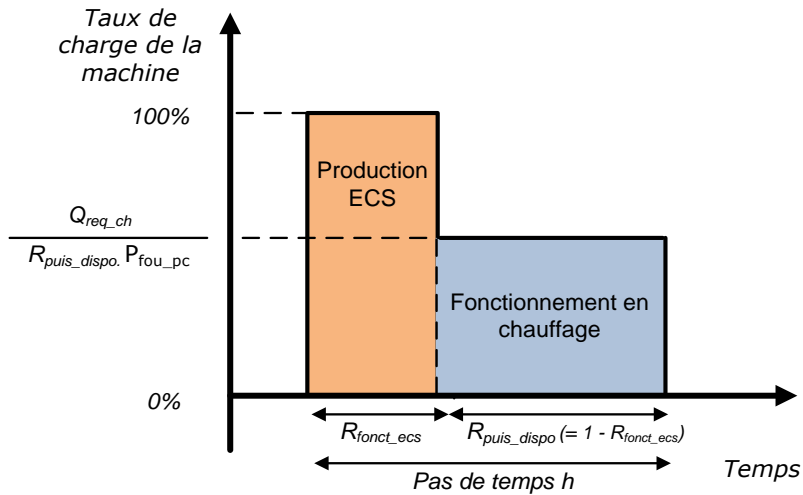 Taux de
charge de la
machine
100%
Production
ECS
Q_req_ch
R_puis_dispo. P_fou_pc
Fonctionnement en
chauffage
0%
R_fonct_ecs
R_puis_dispo (= 1 - R_fonct_ecs)
Pas de temps h
Temps